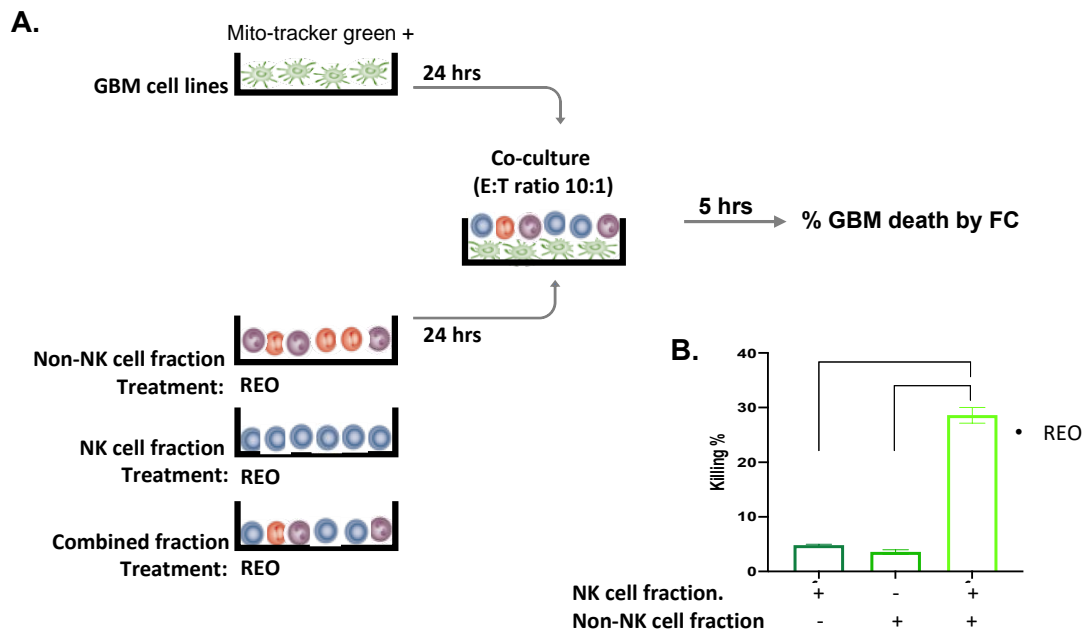 A.
Mito-tracker green +
GBM cell lines
24 hrs
Co-culture
(E:T ratio 10:1)
5 hrs
% GBM death by FC
24 hrs
Non-NK cell fraction
Treatment: REO
NK cell fraction
Treatment: REO
Combined fraction
Treatment: REO
B.
Killing %
40
30
20
10
0
• REO
NK cell fraction. + - +
Non-NK cell fraction - + +